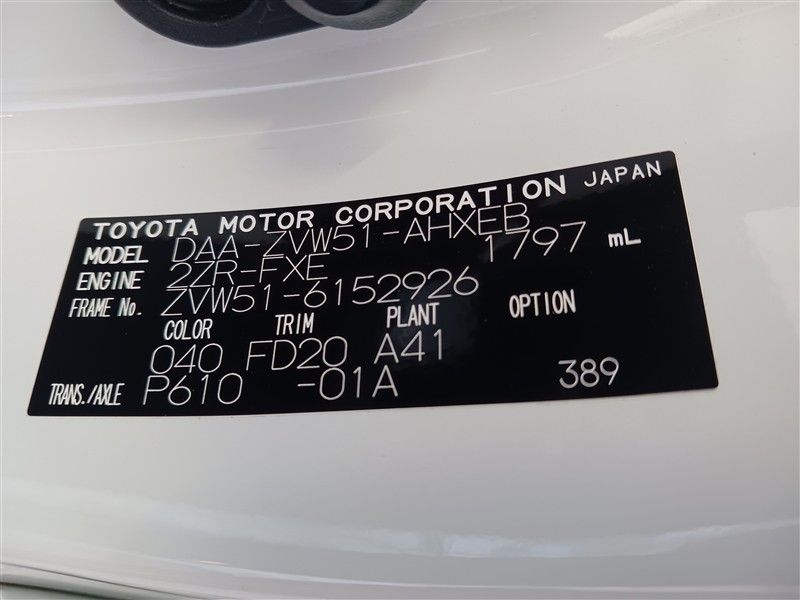 TOYOTA MOTOR CORPORATION JAPAN
MODEL DAA-ZVW51-AHXEB
ENGINE 2ZR-FXE 1797 mL
FRAME No. ZVW51-6152926
COLOR TRIM PLANT OPTION
040 FD20 A41
TRANS./AXLE P610 -01A 389